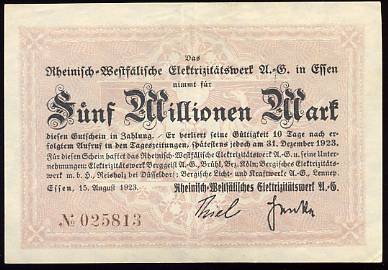 Das
Rheinisch-Westfälische Elektrizitätswerk A.-G. in Essen
nimmt für
Fünf Millionen Mark
diesen Gutschein in Zahlung. / Er verliert seine Gültigkeit 10 Tage nach er-
folgtem Aufruf in den Tageszeitungen, spätestens jedoch am 31. Dezember 1923.
Für diesen Schein haftet das Rheinisch-Westfälische Elektrizitätswerk A.-G. u. seine Unter-
nehmungen: Elektrizitätswerk Berggeist A.-G. Brühl, Bez. Köln; Bergisches Elektrizitäts-
werk m. b. H., Reisholz bei Düsseldorf; Bergische Licht- und Kraftwerke A.-G., Lennep.
Essen, 15. August 1923. Rheinisch-Westfälisches Elektrizitätswerk A.-G.
№ 025813 Thiel